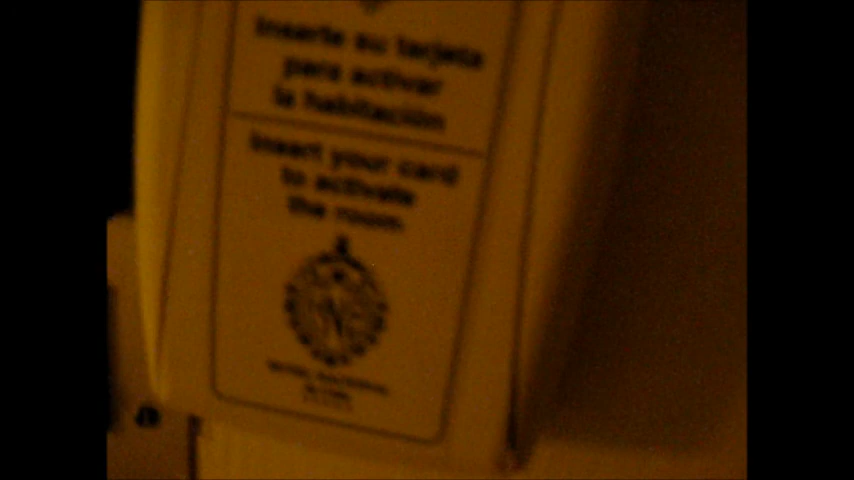 Inserte su tarjeta
para activar
la habitación
Insert your card
to activate
the room